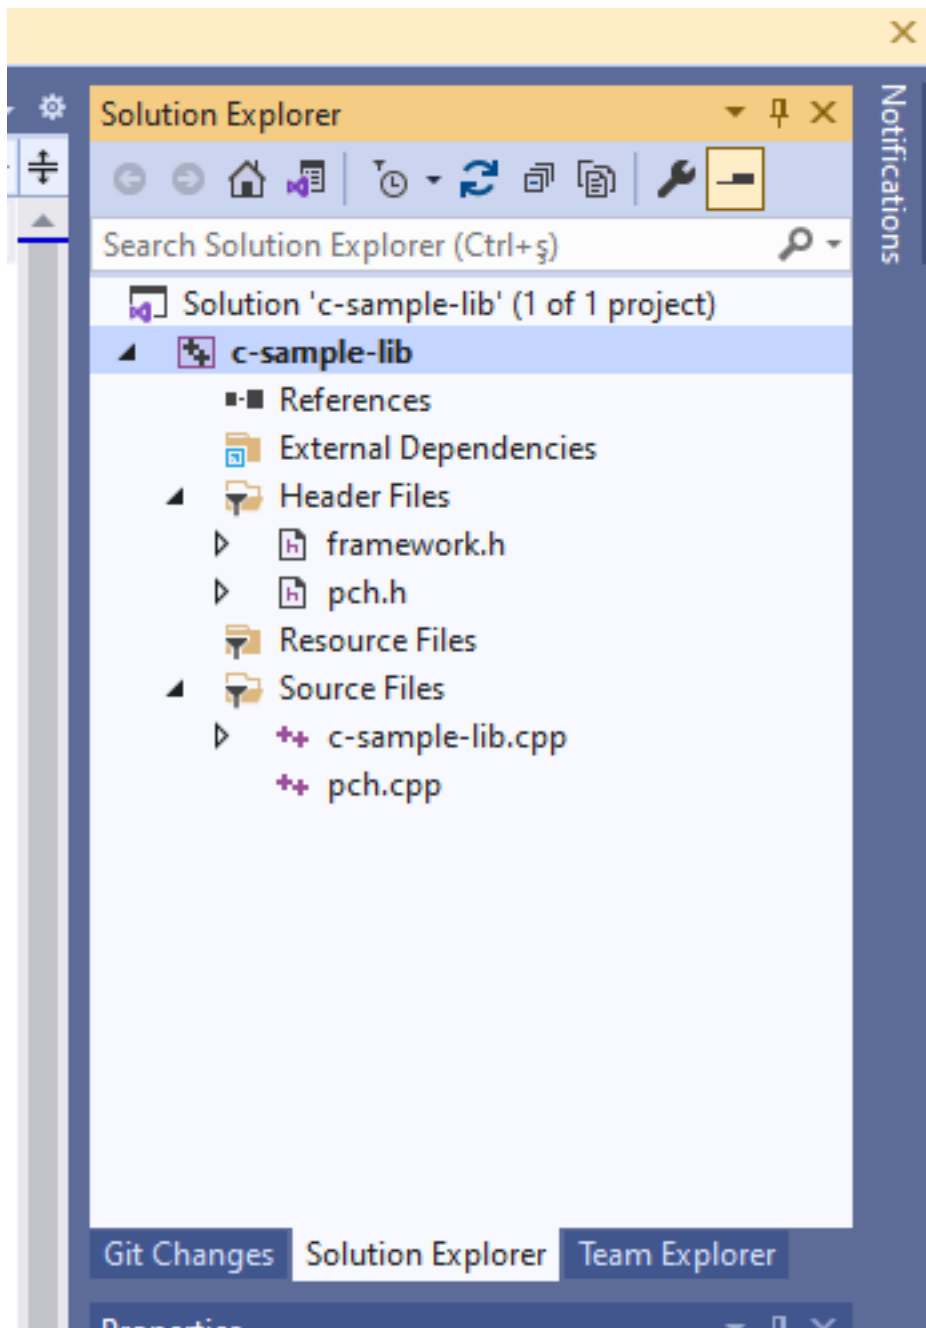 Solution Explorer
Search Solution Explorer (Ctrl+ş)
Solution 'c-sample-lib' (1 of 1 project)
c-sample-lib
References
External Dependencies
Header Files
framework.h
pch.h
Resource Files
Source Files
c-sample-lib.cpp
pch.cpp
Git Changes
Solution Explorer
Team Explorer
Properties
Notifications